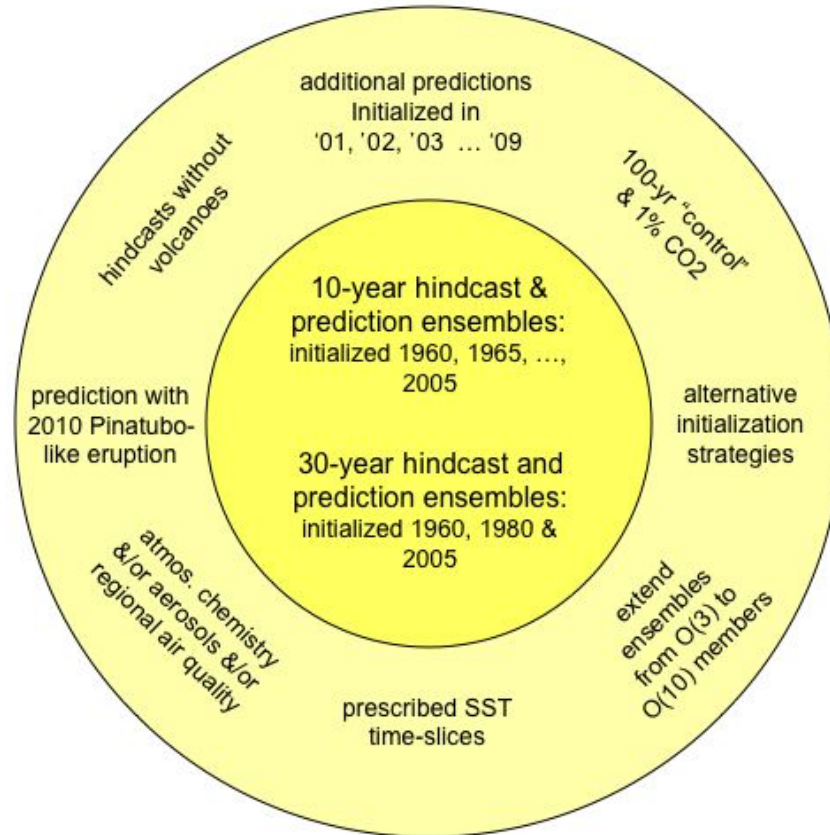 additional predictions
Initialized in
‘01, ’02, ’03 … ‘09
hindcasts without
volcanoes
100-yr “control”
& 1% CO2
10-year hindcast &
prediction ensembles:
initialized 1960, 1965, …,
2005
prediction with
2010 Pinatubo-
like eruption
alternative
initialization
strategies
30-year hindcast and
prediction ensembles:
initialized 1960, 1980 &
2005
atmos. chemistry
&/or aerosols &/or
regional air quality
extend
ensembles
from O(3) to
O(10) members
prescribed SST
time-slices